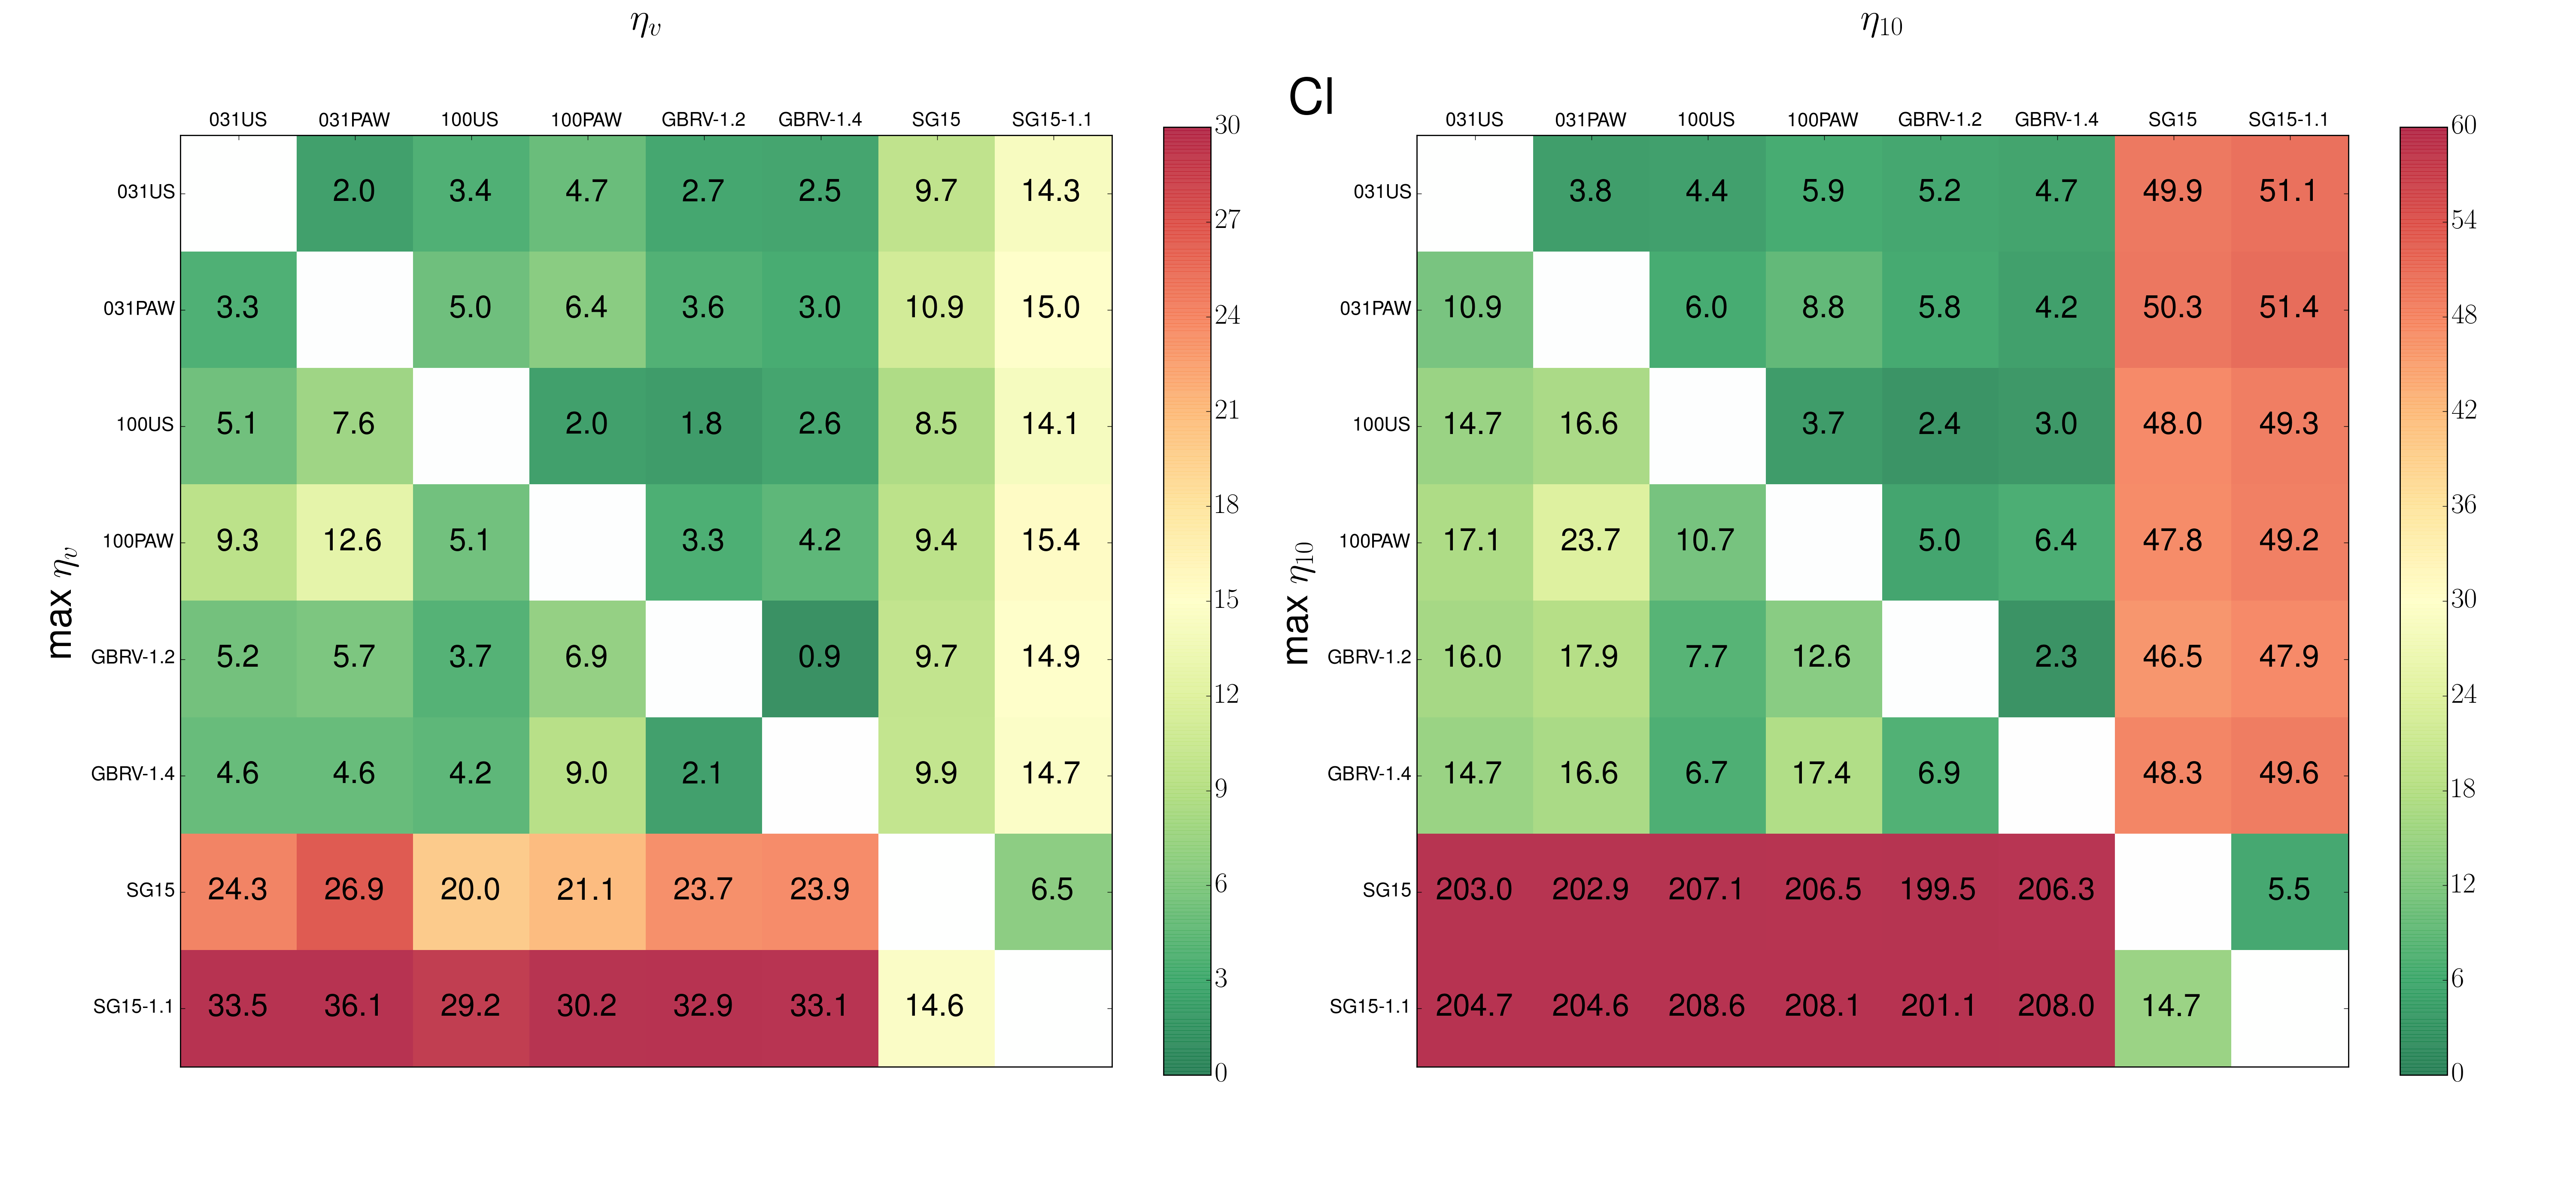 η_v
031US 031PAW 100US 100PAW GBRV-1.2 GBRV-1.4 SG15 SG15-1.1
031US 2.0 3.4 4.7 2.7 2.5 9.7 14.3
031PAW 3.3 5.0 6.4 3.6 3.0 10.9 15.0
100US 5.1 7.6 2.0 1.8 2.6 8.5 14.1
100PAW 9.3 12.6 5.1 3.3 4.2 9.4 15.4
GBRV-1.2 5.2 5.7 3.7 6.9 0.9 9.7 14.9
GBRV-1.4 4.6 4.6 4.2 9.0 2.1 9.9 14.7
SG15 24.3 26.9 20.0 21.1 23.7 23.9 6.5
SG15-1.1 33.5 36.1 29.2 30.2 32.9 33.1 14.6
max η_v
30
27
24
21
18
15
12
9
6
3
0
η_10
Cl
031US 031PAW 100US 100PAW GBRV-1.2 GBRV-1.4 SG15 SG15-1.1
031US 3.8 4.4 5.9 5.2 4.7 49.9 51.1
031PAW 10.9 6.0 8.8 5.8 4.2 50.3 51.4
100US 14.7 16.6 3.7 2.4 3.0 48.0 49.3
100PAW 17.1 23.7 10.7 5.0 6.4 47.8 49.2
GBRV-1.2 16.0 17.9 7.7 12.6 2.3 46.5 47.9
GBRV-1.4 14.7 16.6 6.7 17.4 6.9 48.3 49.6
SG15 203.0 202.9 207.1 206.5 199.5 206.3 5.5
SG15-1.1 204.7 204.6 208.6 208.1 201.1 208.0 14.7
max η_10
60
54
48
42
36
30
24
18
12
6
0